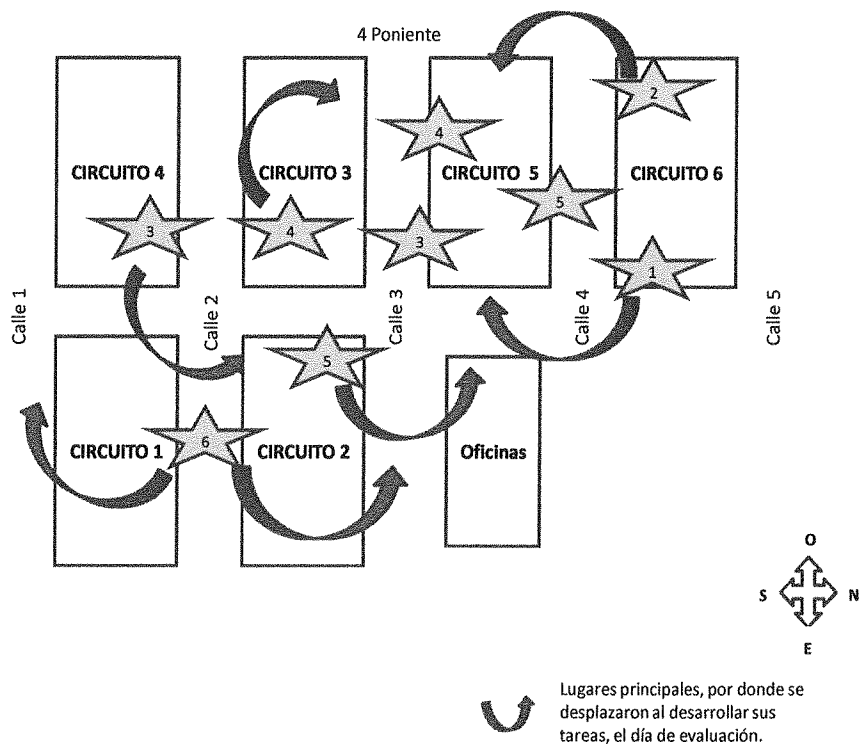 4 Poniente
2
4
CIRCUITO 4
CIRCUITO 3
CIRCUITO 5
CIRCUITO 6
5
3
4
3
1
Calle 1
Calle 2
Calle 3
Calle 4
Calle 5
5
6
CIRCUITO 1
CIRCUITO 2
Oficinas
O
S
N
E
Lugares principales, por donde se
desplazaron al desarrollar sus
tareas, el día de evaluación.